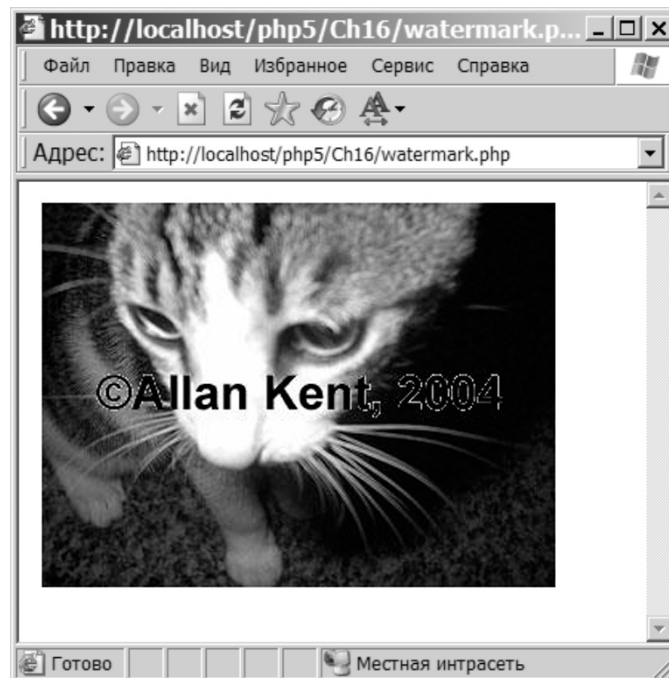 http://localhost/php5/Ch16/watermark.p...
Файл Правка Вид Избранное Сервис Справка
Адрес: http://localhost/php5/Ch16/watermark.php
©Allan Kent, 2004
Готово Местная интрасеть